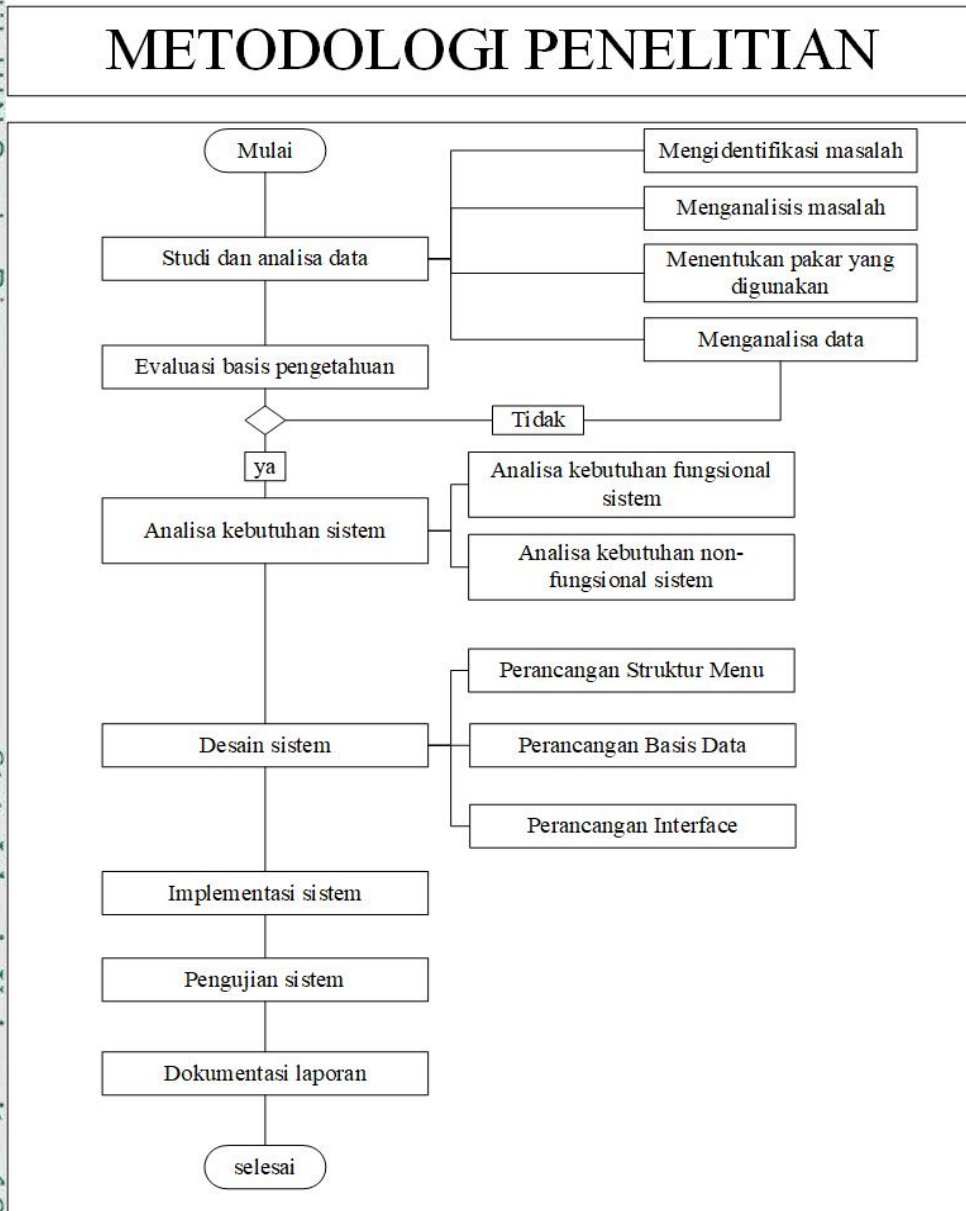 METODOLOGI PENELITIAN
Mulai
Mengidentifikasi masalah
Menganalisis masalah
Studi dan analisa data
Menentukan pakar yang
digunakan
Menganalisa data
Evaluasi basis pengetahuan
Tidak
ya
Analisa kebutuhan sistem
Analisa kebutuhan fungsional
sistem
Analisa kebutuhan non-
fungsional sistem
Desain sistem
Perancangan Struktur Menu
Perancangan Basis Data
Perancangan Interface
Implementasi sistem
Pengujian sistem
Dokumentasi laporan
selesai